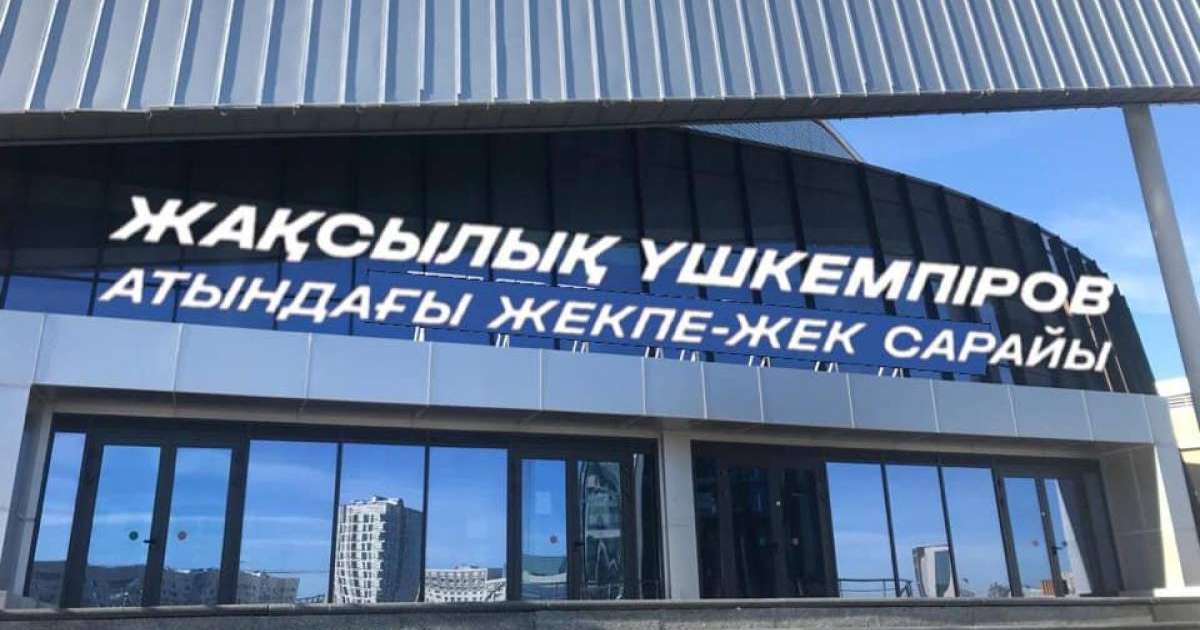 ЖАҚСЫЛЫҚ ҮШКЕМПІРОВ
АТЫНДАҒЫ ЖЕКПЕ-ЖЕК САРАЙЫ